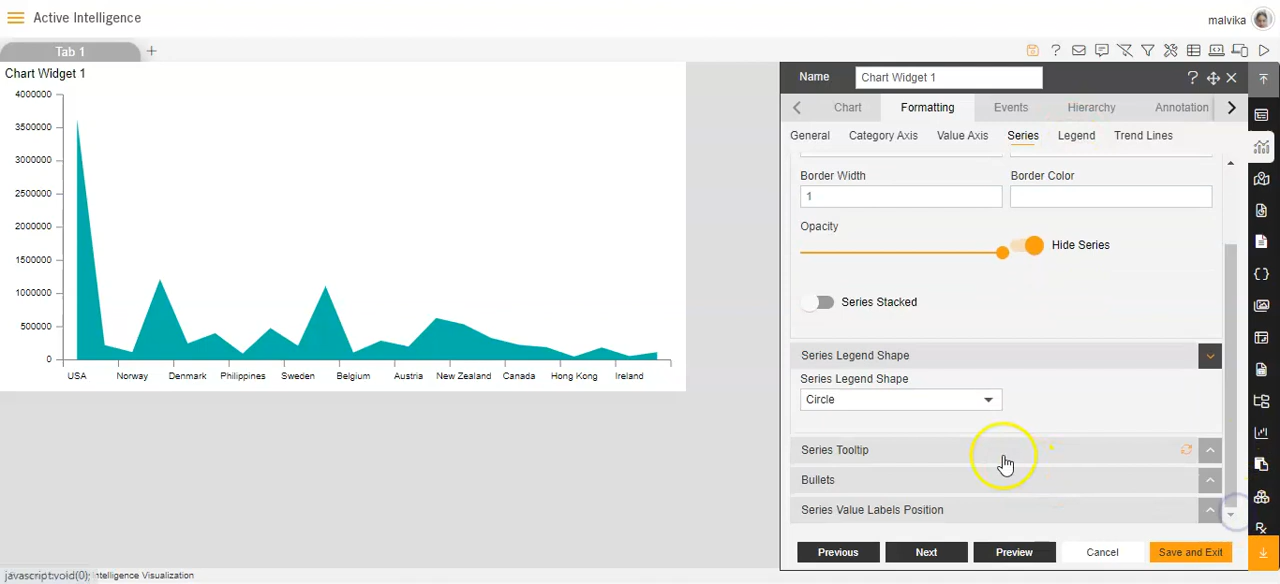 Active Intelligence
malvika
Tab 1
+
Chart Widget 1
4000000
3500000
3000000
2500000
2000000
1500000
1000000
500000
0
USA Norway Denmark Philippines Sweden Belgium Austria New Zealand Canada Hong Kong Ireland
Name Chart Widget 1
Chart Formatting Events Hierarchy Annotation
General Category Axis Value Axis Series Legend Trend Lines
Border Width Border Color
1
Opacity
Hide Series
Series Stacked
Series Legend Shape
Series Legend Shape
Circle
Series Tooltip
Bullets
Series Value Labels Position
Previous Next Preview Cancel Save and Exit
javascript:void(0); ntelligence Visualization